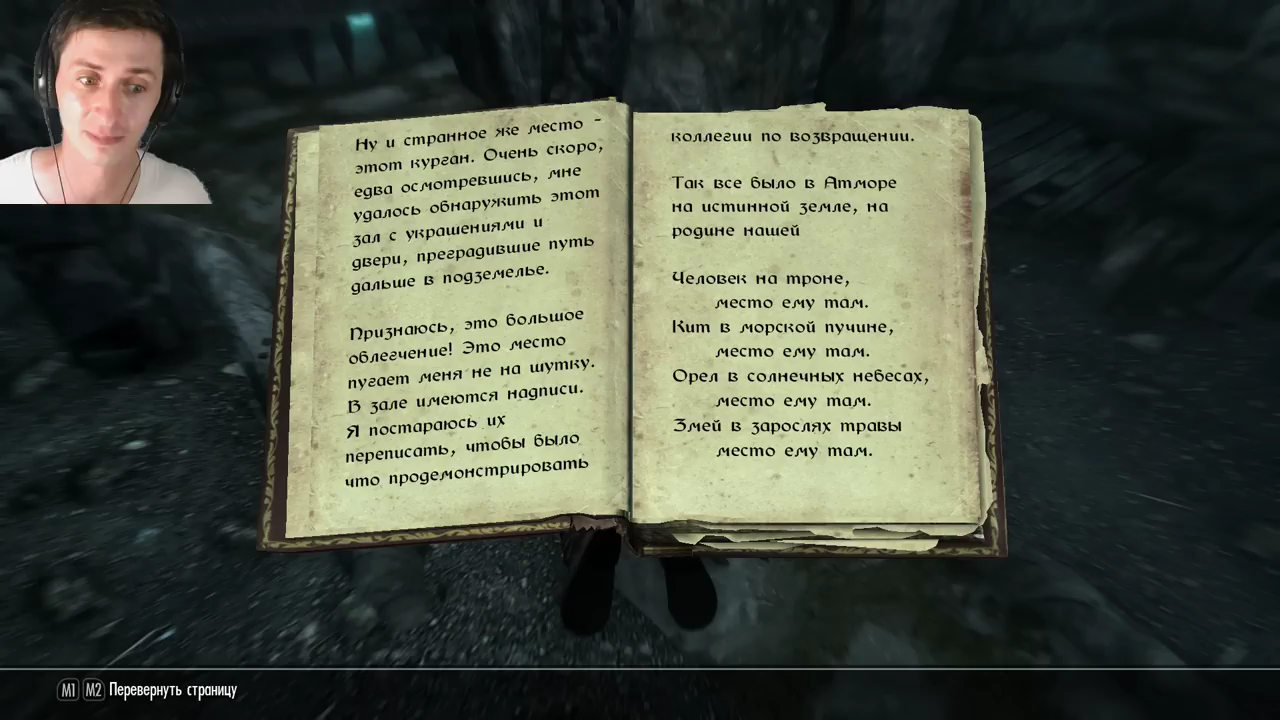 Ну и странное же место -
этот курган. Очень скоро,
едва осмотревшись, мне
удалось обнаружить этот
зал с украшениями и
двери, преградившие путь
дальше в подземелье.
Признаюсь, это большое
облегчение! Это место
пугает меня не на шутку.
В зале имеются надписи.
Я постараюсь их
переписать, чтобы было
что продемонстрировать
коллегии по возвращении.
Так все было в Атморе
на истинной земле, на
родине нашей
Человек на троне,
место ему там.
Кит в морской пучине,
место ему там.
Орел в солнечных небесах,
место ему там.
Змей в зарослях травы
место ему там.
M1 M2 Перевернуть страницу